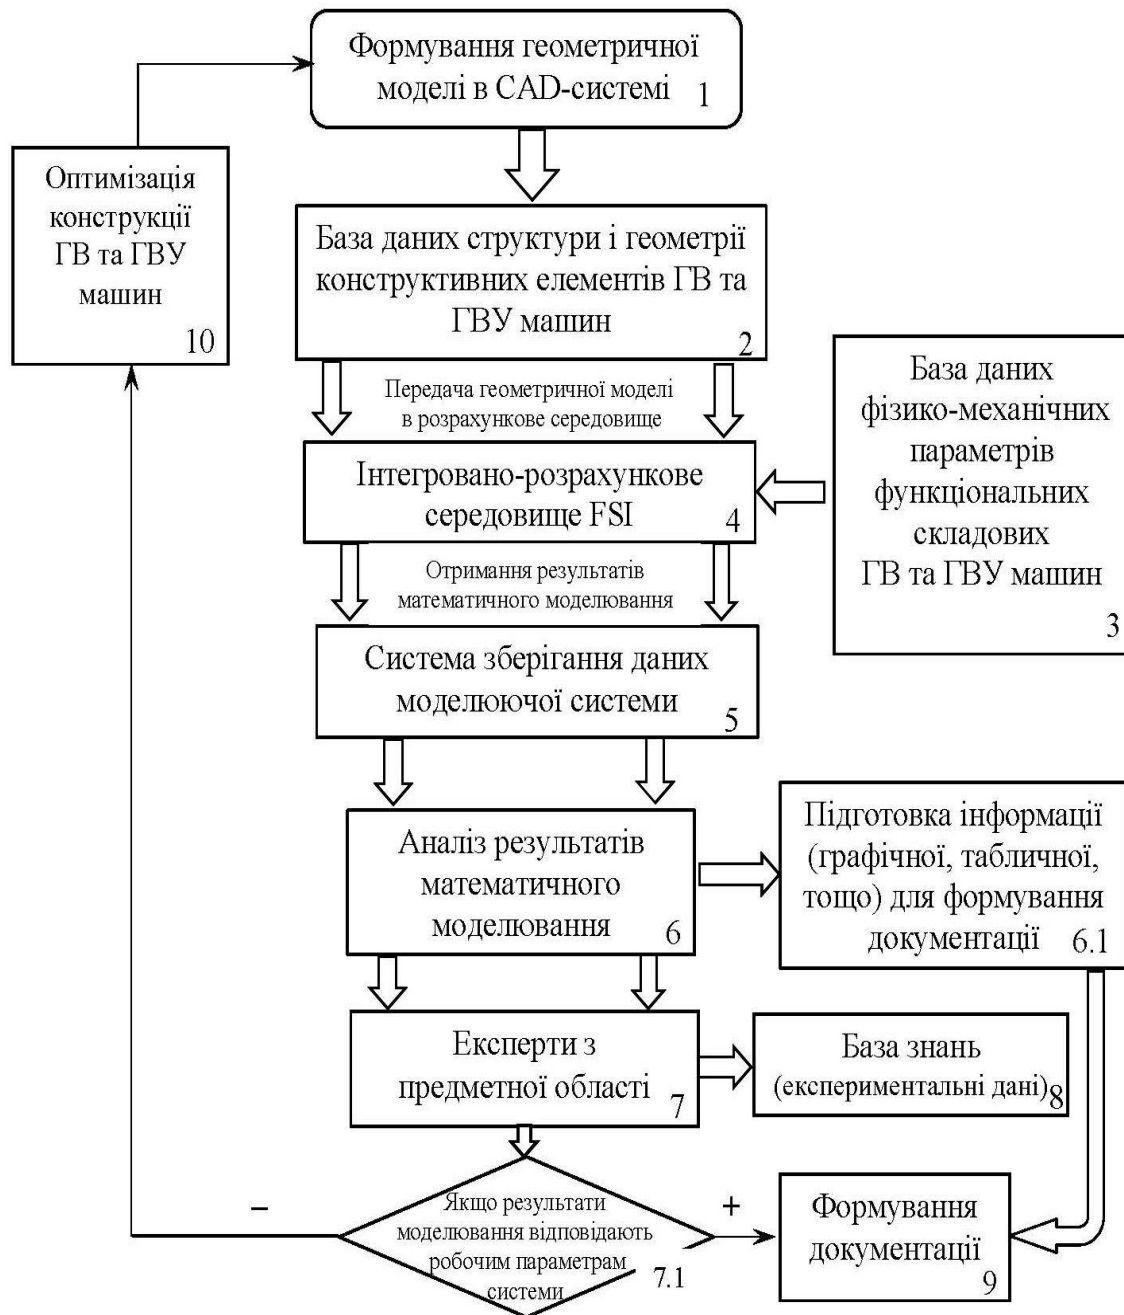 Формування геометричної
моделі в CAD-системі
1
Оптимізація
конструкції
ГВ та ГВУ
машин
10
База даних структури і геометрії
конструктивних елементів ГВ та
ГВУ машин
2
Передача геометричної моделі
в розрахункове середовище
База даних
фізико-механічних
параметрів
функціональних
складових
ГВ та ГВУ машин
3
Інтегровано-розрахункове
середовище FSI
4
Отримання результатів
математичного моделювання
Система зберігання даних
моделюючої системи
5
Аналіз результатів
математичного
моделювання
6
Підготовка інформації
(графічної, табличної,
тощо) для формування
документації
6.1
Експерти з
предметної області
7
База знань
(експериментальні дані)
8
–
Якщо результати
моделювання відповідають
робочим параметрам
системи
7.1
+
Формування
документації
9